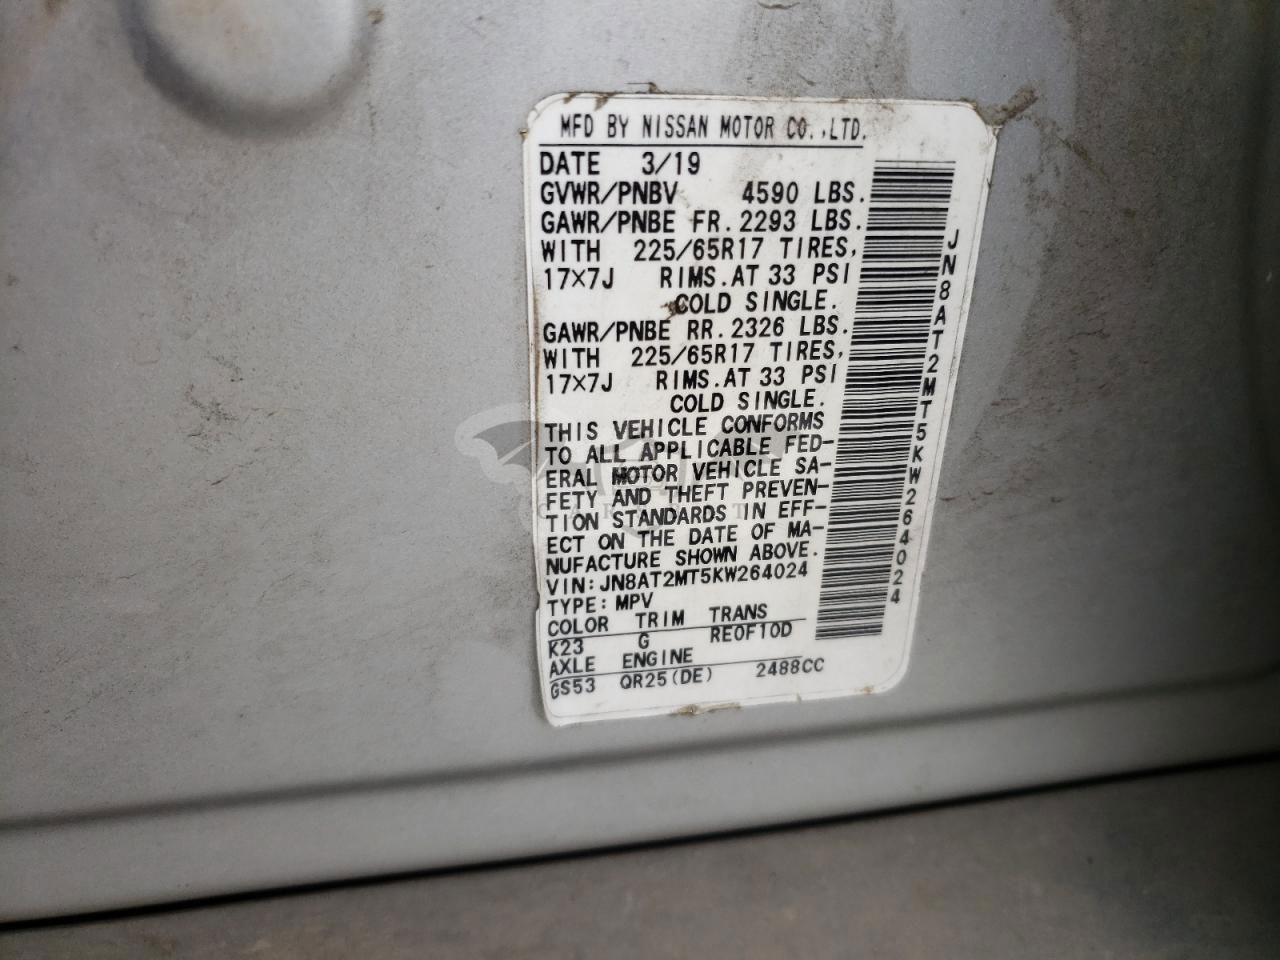 MFD BY NISSAN MOTOR CO.,LTD.
DATE 3/19
GVWR/PNBV 4590 LBS.
GAWR/PNBE FR.2293 LBS.
WITH 225/65R17 TIRES,
17×7J RIMS.AT 33 PSI
COLD SINGLE.
GAWR/PNBE RR.2326 LBS.
WITH 225/65R17 TIRES,
17×7J RIMS.AT 33 PSI
COLD SINGLE.
THIS VEHICLE CONFORMS
TO ALL APPLICABLE FED-
ERAL MOTOR VEHICLE SA-
FETY AND THEFT PREVEN-
TION STANDARDS IN EFF-
ECT ON THE DATE OF MA-
NUFACTURE SHOWN ABOVE.
VIN:JN8AT2MT5KW264024
TYPE:MPV
COLOR TRIM TRANS
K23 G RE0F10D
AXLE ENGINE
GS53 QR25(DE) 2488CC
JN8AT2MT5KW264024